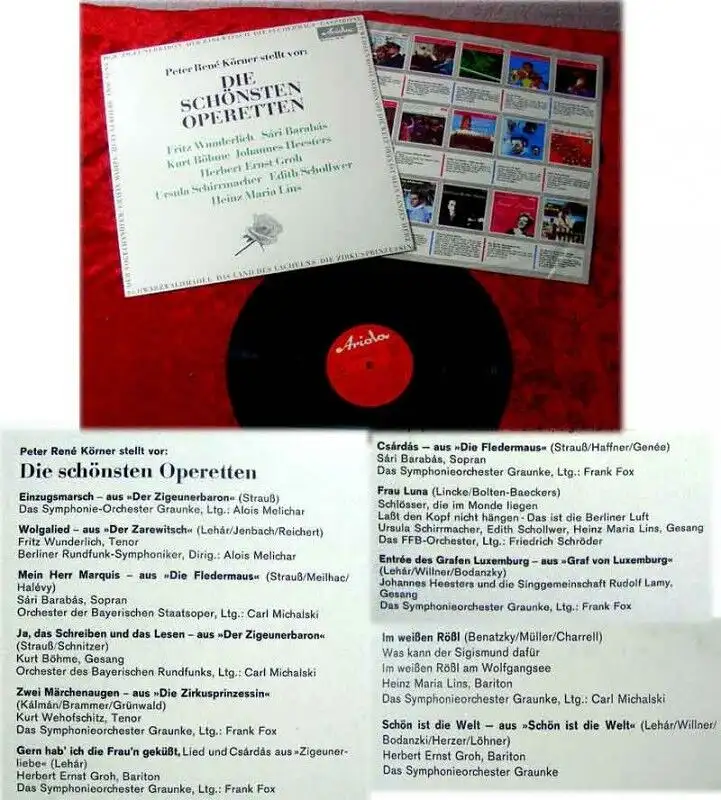 DER ZIGEUNERBARON
Ariola
Peter René Körner stellt vor:
DIE
SCHÖNSTEN
OPERETTEN
Fritz Wunderlich Sári Barabás
Kurt Böhme Johannes Heesters
Herbert Ernst Groh
Ursula Schirrmacher Edith Schollwer
Heinz Maria Lins
SCHWARZWALDMÄDEL DAS LAND DES LÄCHELNS DIE ZIRKUSPRINZESSIN
Ariola
Peter René Körner stellt vor:
Die schönsten Operetten
Einzugsmarsch – aus »Der Zigeunerbaron« (Strauß)
Das Symphonie-Orchester Graunke, Ltg.: Alois Melichar
Wolgalied – aus »Der Zarewitsch« (Lehár/Jenbach/Reichert)
Fritz Wunderlich, Tenor
Berliner Rundfunk-Symphoniker, Dirig.: Alois Melichar
Mein Herr Marquis – aus »Die Fledermaus« (Strauß/Meilhac/
Halévy)
Sári Barabás, Sopran
Orchester der Bayerischen Staatsoper, Ltg.: Carl Michalski
Ja, das Schreiben und das Lesen – aus »Der Zigeunerbaron«
(Strauß/Schnitzer)
Kurt Böhme, Gesang
Orchester des Bayerischen Rundfunks, Ltg.: Carl Michalski
Zwei Märchenaugen – aus »Die Zirkusprinzessin«
(Kálmán/Brammer/Grünwald)
Kurt Wehofschitz, Tenor
Das Symphonieorchester Graunke, Ltg.: Frank Fox
Gern hab' ich die Frau'n geküßt, Lied und Csárdás aus »Zigeuner-
liebe« (Lehár)
Herbert Ernst Groh, Bariton
Das Symphonieorchester Graunke, Ltg.: Frank Fox
Csárdás – aus »Die Fledermaus« (Strauß/Haffner/Genée)
Sári Barabás, Sopran
Das Symphonieorchester Graunke, Ltg.: Frank Fox
Frau Luna (Lincke/Bolten-Baeckers)
Schlösser, die im Monde liegen
Laßt den Kopf nicht hängen · Das ist die Berliner Luft
Ursula Schirrmacher, Edith Schollwer, Heinz Maria Lins, Gesang
Das FFB-Orchester, Ltg.: Friedrich Schröder
Entrée des Grafen Luxemburg – aus »Graf von Luxemburg«
(Lehár/Willner/Bodanzky)
Johannes Heesters und die Singgemeinschaft Rudolf Lamy,
Gesang
Das Symphonieorchester Graunke, Ltg.: Frank Fox
Im weißen Rößl (Benatzky/Müller/Charrell)
Was kann der Sigismund dafür
Im weißen Rößl am Wolfgangsee
Heinz Maria Lins, Bariton
Das Symphonieorchester Graunke, Ltg.: Carl Michalski
Schön ist die Welt – aus »Schön ist die Welt« (Lehár/Willner/
Bodanzki/Herzer/Löhner)
Herbert Ernst Groh, Bariton
Das Symphonieorchester Graunke